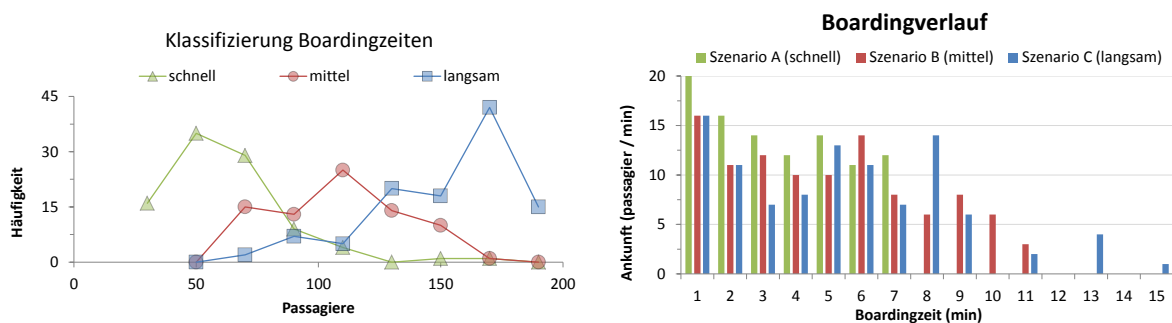 Klassifizierung Boardingzeiten
schnell mittel langsam
45
30
15
0
0 50 100 150 200
Häufigkeit
Passagiere
Boardingverlauf
Szenario A (schnell) Szenario B (mittel) Szenario C (langsam)
20
15
10
5
0
1 2 3 4 5 6 7 8 9 10 11 12 13 14 15
Ankunft (passagier / min)
Boardingzeit (min)